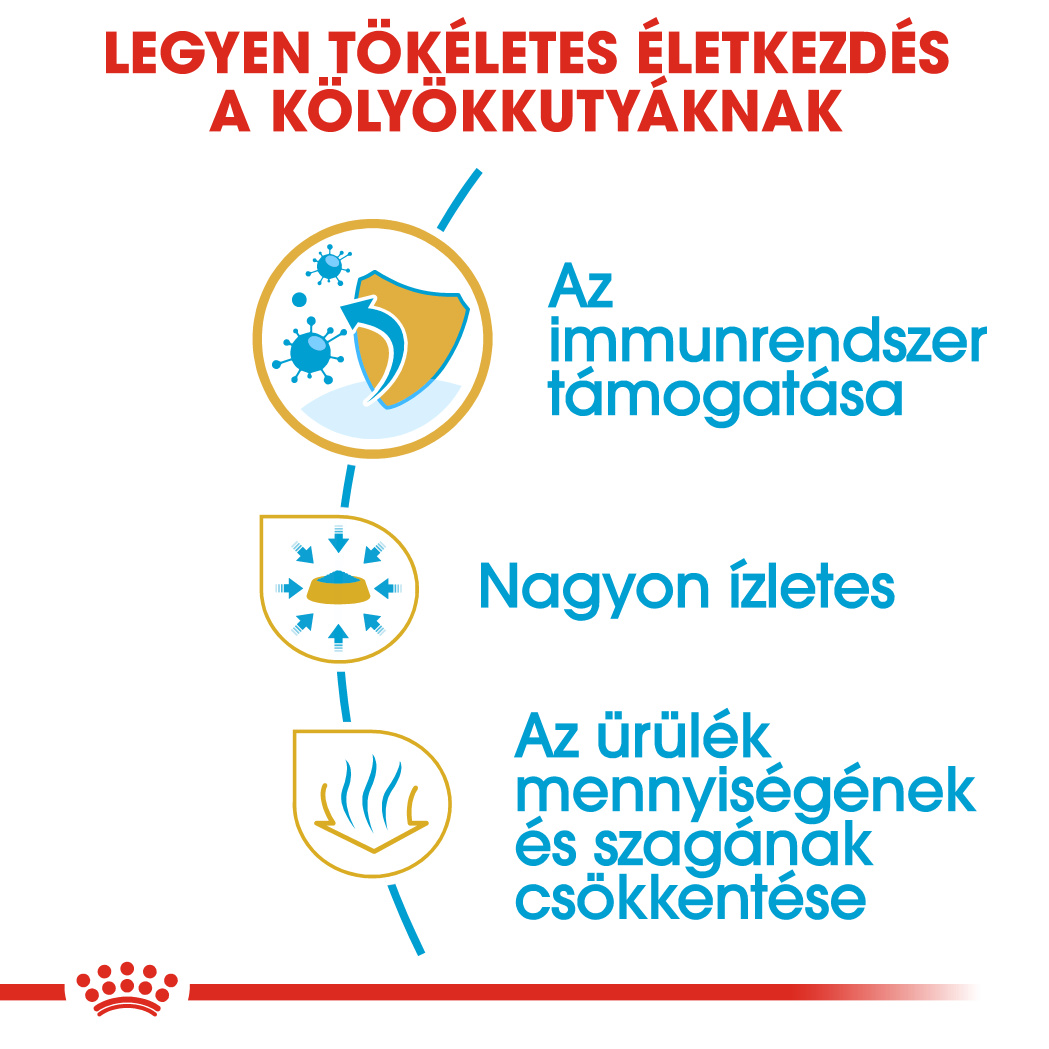 LEGYEN TÖKÉLETES ÉLETKEZDÉS
A KÖLYÖKKUTYÁKNAK
Az
immunrendszer
támogatása
Nagyon ízletes
Az ürülék
mennyiségének
és szagának
csökkentése